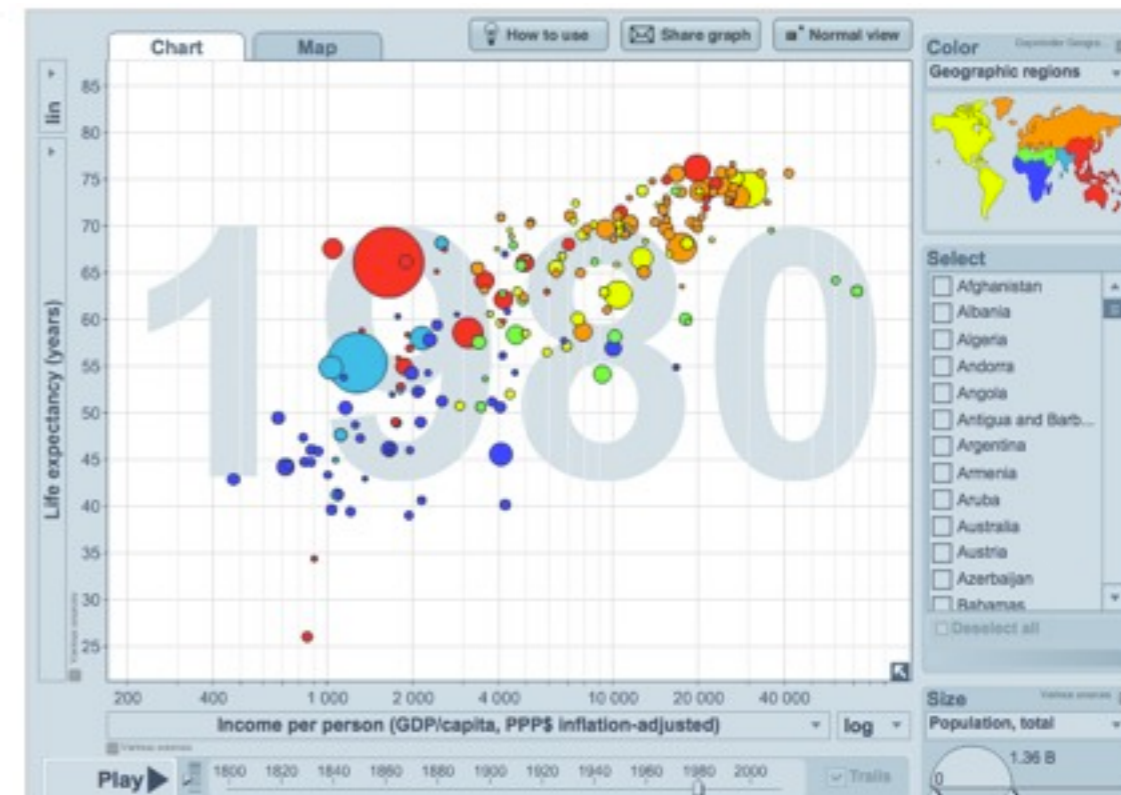 Chart
Map
How to use
Share graph
Normal view
Color
Geographic regions
lin
85
80
75
70
65
60
55
50
45
40
35
30
25
Life expectancy (years)
1980
Select
Afghanistan
Albania
Algeria
Andorra
Angola
Antigua and Barb...
Argentina
Armenia
Aruba
Australia
Austria
Azerbaijan
Bahamas
Deselect all
200 400 1 000 2 000 4 000 10 000 20 000 40 000
Income per person (GDP/capita, PPP$ inflation-adjusted)
log
Size
Population, total
1.36 B
0
Play
1800 1820 1840 1860 1880 1900 1920 1940 1960 1980 2000
Trails